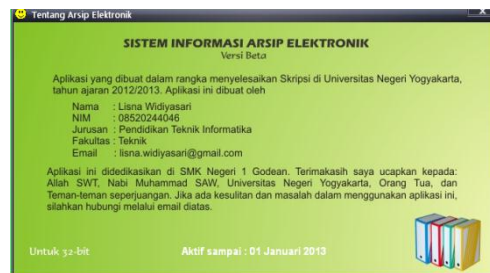 Tentang Arsip Elektronik
SISTEM INFORMASI ARSIP ELEKTRONIK
Versi Beta
Aplikasi yang dibuat dalam rangka menyelesaikan Skripsi di Universitas Negeri Yogyakarta,
tahun ajaran 2012/2013. Aplikasi ini dibuat oleh
Nama : Lisna Widiyasari
NIM : 08520244046
Jurusan : Pendidikan Teknik Informatika
Fakultas : Teknik
Email : lisna.widiyasari@gmail.com
Aplikasi ini didedikasikan di SMK Negeri 1 Godean. Terimakasih saya ucapkan kepada:
Allah SWT, Nabi Muhammad SAW, Universitas Negeri Yogyakarta, Orang Tua, dan
Teman-teman seperjuangan. Jika ada kesulitan dan masalah dalam menggunakan aplikasi ini,
silahkan hubungi melalui email diatas.
Untuk 32-bit Aktif sampai : 01 Januari 2013